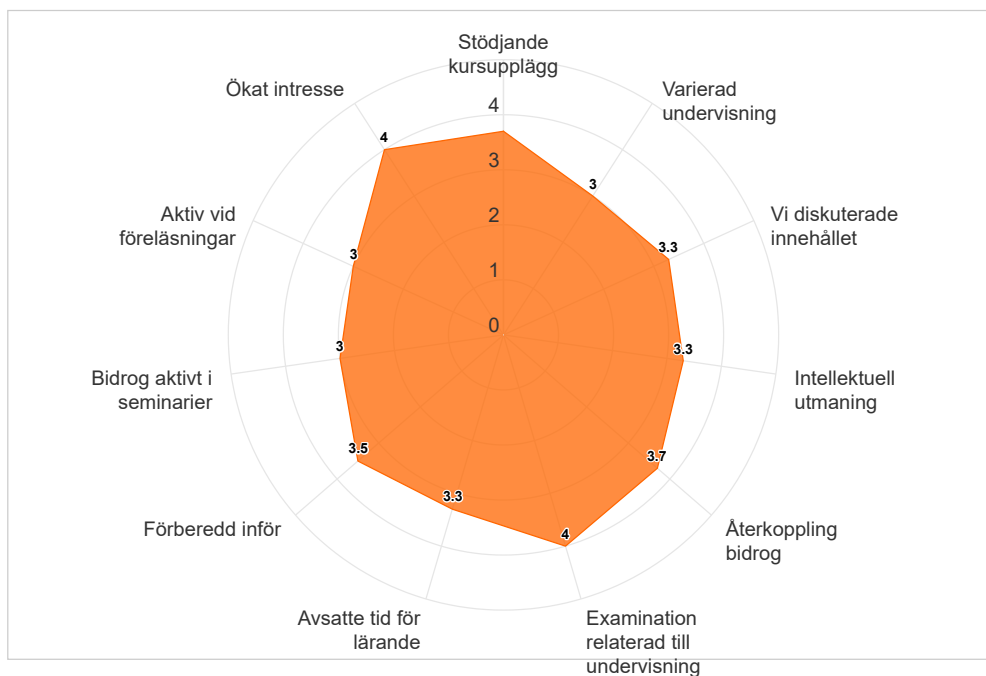 Stödjande
kursupplägg
Ökat intresse
Varierad
undervisning
4
4
3
3
Aktiv vid
föreläsningar
Vi diskuterade
innehållet
2
3
3.3
1
0
3
3.3
Bidrog aktivt i
seminarier
Intellektuell
utmaning
3.5
3.7
3.3
4
Förberedd inför
Återkoppling
bidrog
Avsatte tid för
lärande
Examination
relaterad till
undervisning